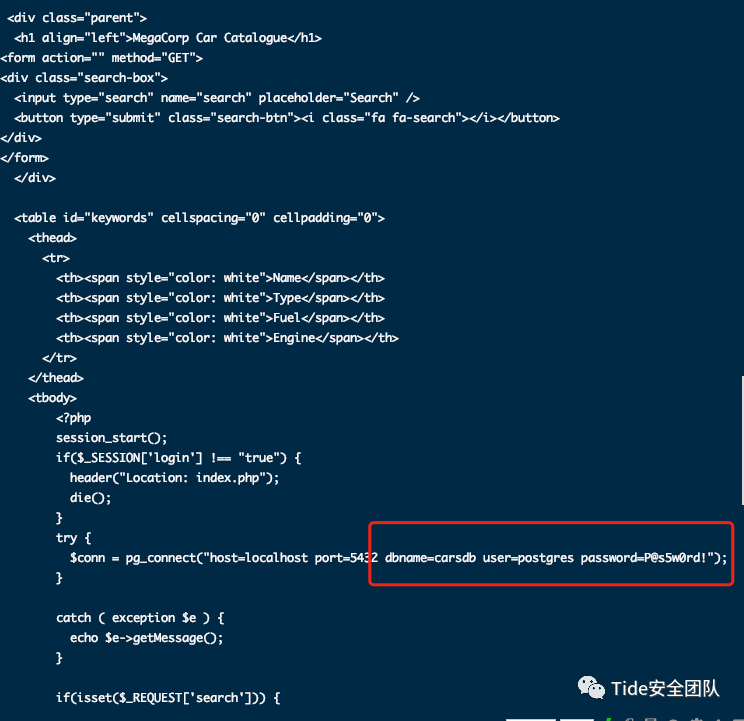 <div class="parent">
<h1 align="left">MegaCorp Car Catalogue</h1>
<form action="" method="GET">
<div class="search-box">
<input type="search" name="search" placeholder="Search" />
<button type="submit" class="search-btn"><i class="fa fa-search"></i></button>
</div>
</form>
</div>
<table id="keywords" cellspacing="0" cellpadding="0">
<thead>
<tr>
<th><span style="color: white">Name</span></th>
<th><span style="color: white">Type</span></th>
<th><span style="color: white">Fuel</span></th>
<th><span style="color: white">Engine</span></th>
</tr>
</thead>
<tbody>
<?php
session_start();
if($_SESSION['login'] !== "true") {
header("Location: index.php");
die();
}
try {
$conn = pg_connect("host=localhost port=5432 dbname=carsdb user=postgres password=P@s5w0rd!");
}
catch ( exception $e ) {
echo $e->getMessage();
}
if(isset($_REQUEST['search'])) {
Tide安全团队